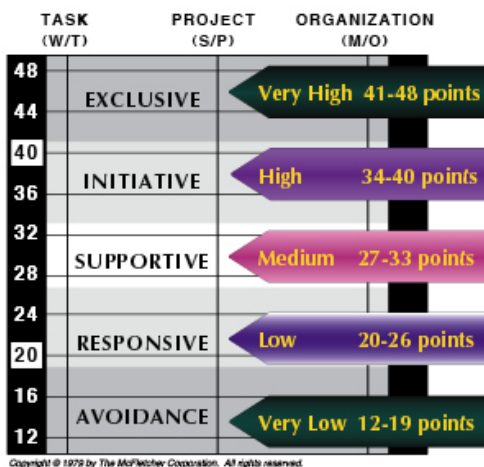 TASK PROJECT ORGANIZATION
(W/T) (S/P) (M/O)
48
EXCLUSIVE Very High 41-48 points
44
40
INITIATIVE High 34-40 points
36
32
SUPPORTIVE Medium 27-33 points
28
24
RESPONSIVE Low 20-26 points
20
16
AVOIDANCE Very Low 12-19 points
12
Copyright © 1979 by The McFletcher Corporation. All rights reserved.